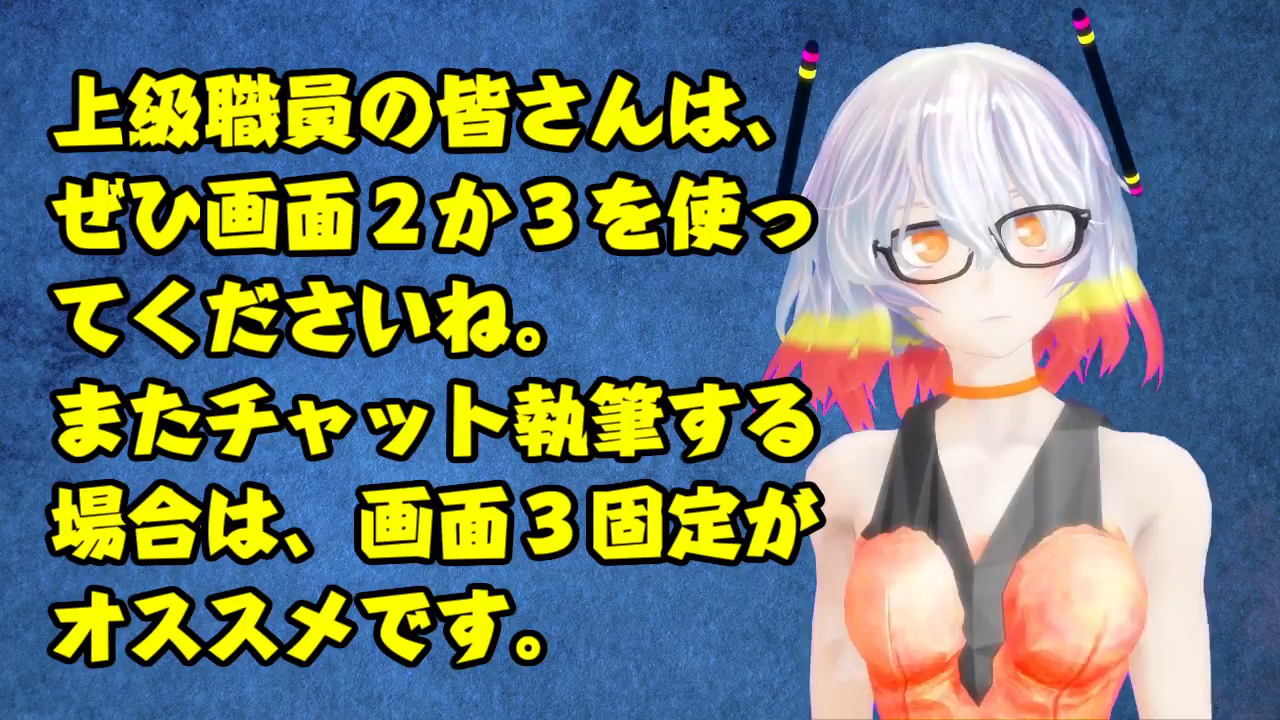 上級職員の皆さんは、
ぜひ画面２か３を使っ
てくださいね。
またチャット執筆する
場合は、画面３固定が
オススメです。